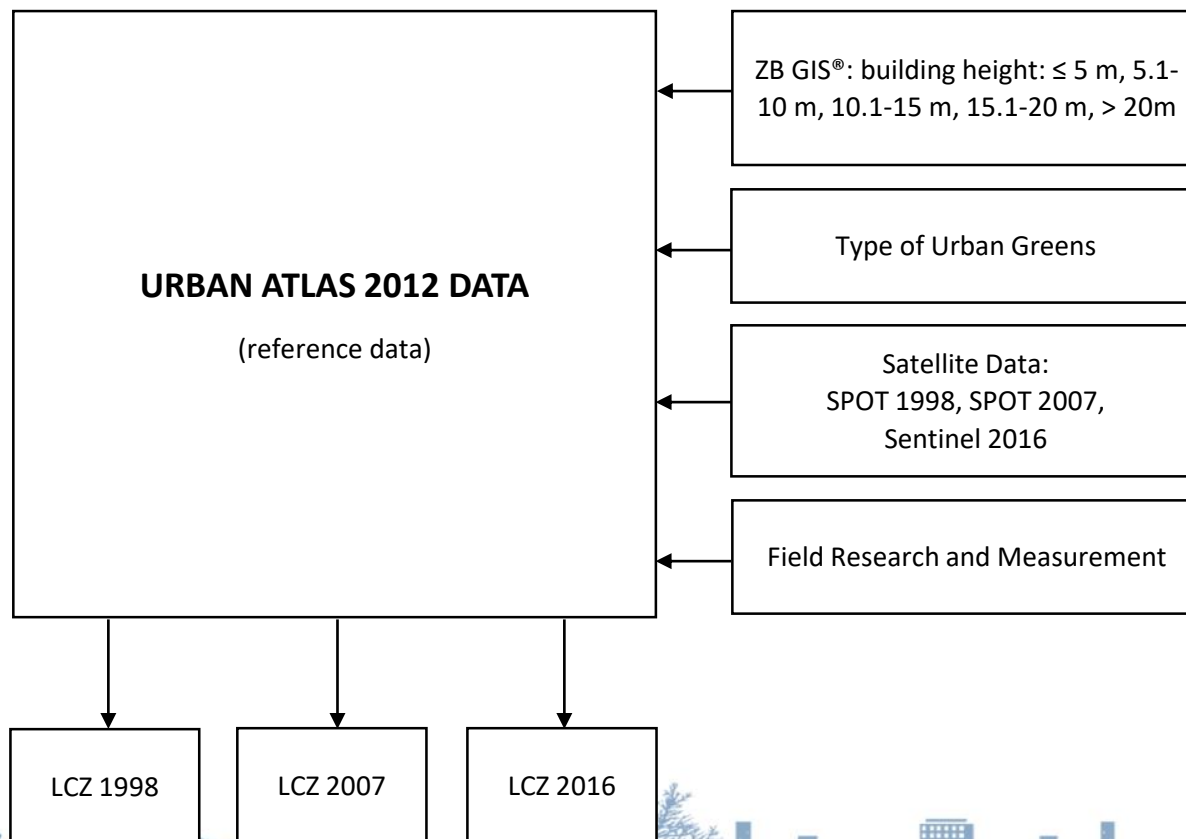 ZB GIS®: building height: ≤ 5 m, 5.1-
10 m, 10.1-15 m, 15.1-20 m, > 20m
Type of Urban Greens
URBAN ATLAS 2012 DATA
(reference data)
Satellite Data:
SPOT 1998, SPOT 2007,
Sentinel 2016
Field Research and Measurement
LCZ 1998
LCZ 2007
LCZ 2016